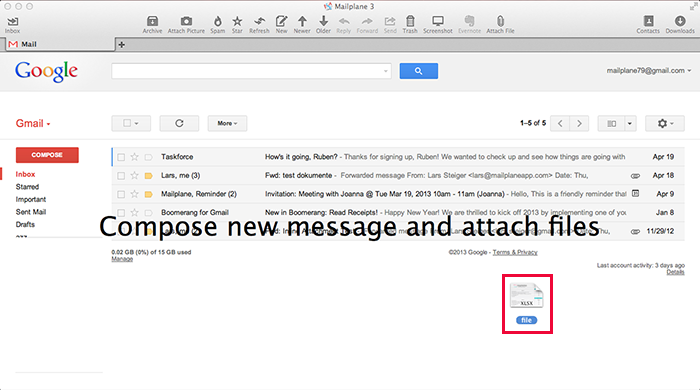 Mailplane 3
Inbox Archive Attach Picture Spam Star Refresh New Newer Older Reply Forward Send Trash Screenshot Evernote Attach File Contacts Downloads
Mail
Google mailplane79@gmail.com
Gmail More 1–5 of 5
COMPOSE
Taskforce How's it going, Ruben? - Thanks for signing up, Ruben! We wanted to check up and see how things are going with Apr 19
Inbox
Lars, me (3) Fwd: test dokumente - Forwarded message From: Lars Steiger <lars@mailplaneapp.com> Date: Thu, Apr 18
Starred
Mailplane, Reminder (2) Invitation: Meeting with Joanna @ Tue Mar 19, 2013 10am - 11am (Joanna) - Hello, This is a friendly reminder that Mar 9
Important
Sent Mail
Boomerang for Gmail New in Boomerang: Read Receipts! - Happy New Year! We are thrilled to kick off 2013 by implementing one of you Jan 8
Drafts
Compose new message and attach files
11/29/12
0.02 GB (0%) of 15 GB used
Manage
©2013 Google - Terms & Privacy
Last account activity: 3 days ago
Details
XLSX
file